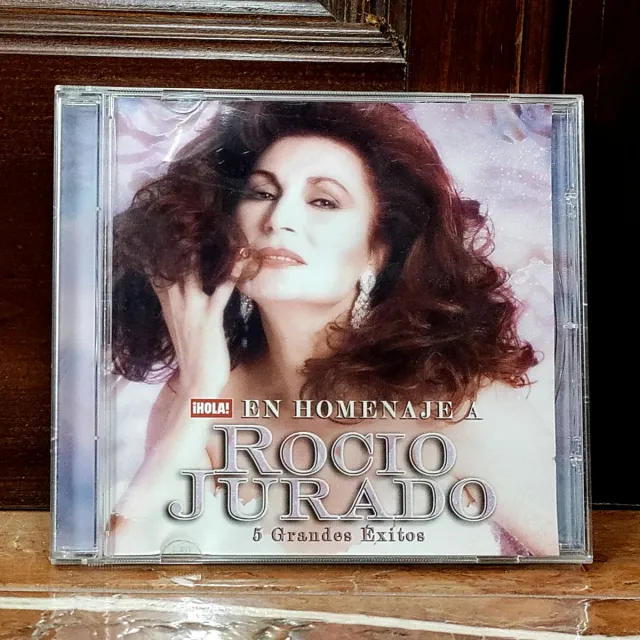 ¡HOLA! EN HOMENAJE A
ROCIO
JURADO
5 Grandes Éxitos